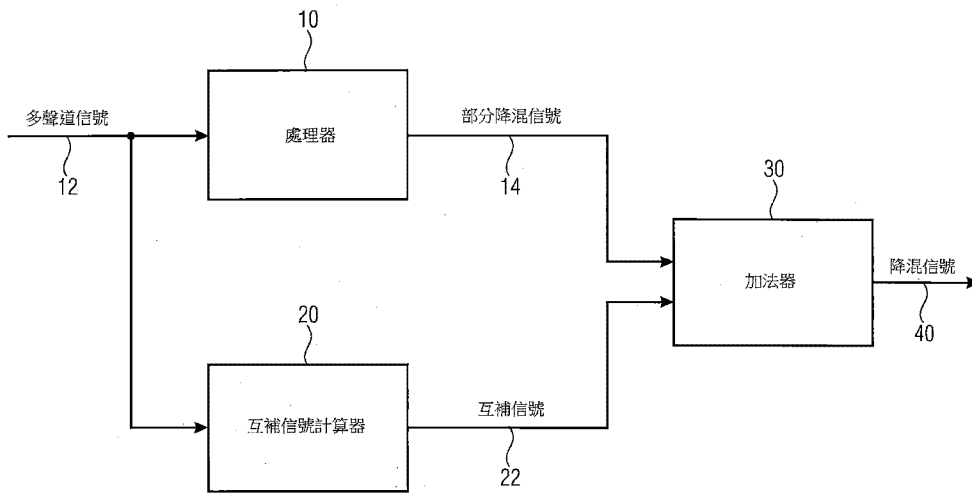 10
多聲道信號
處理器
部分降混信號
12
14
30
加法器
降混信號
40
20
互補信號計算器
互補信號
22